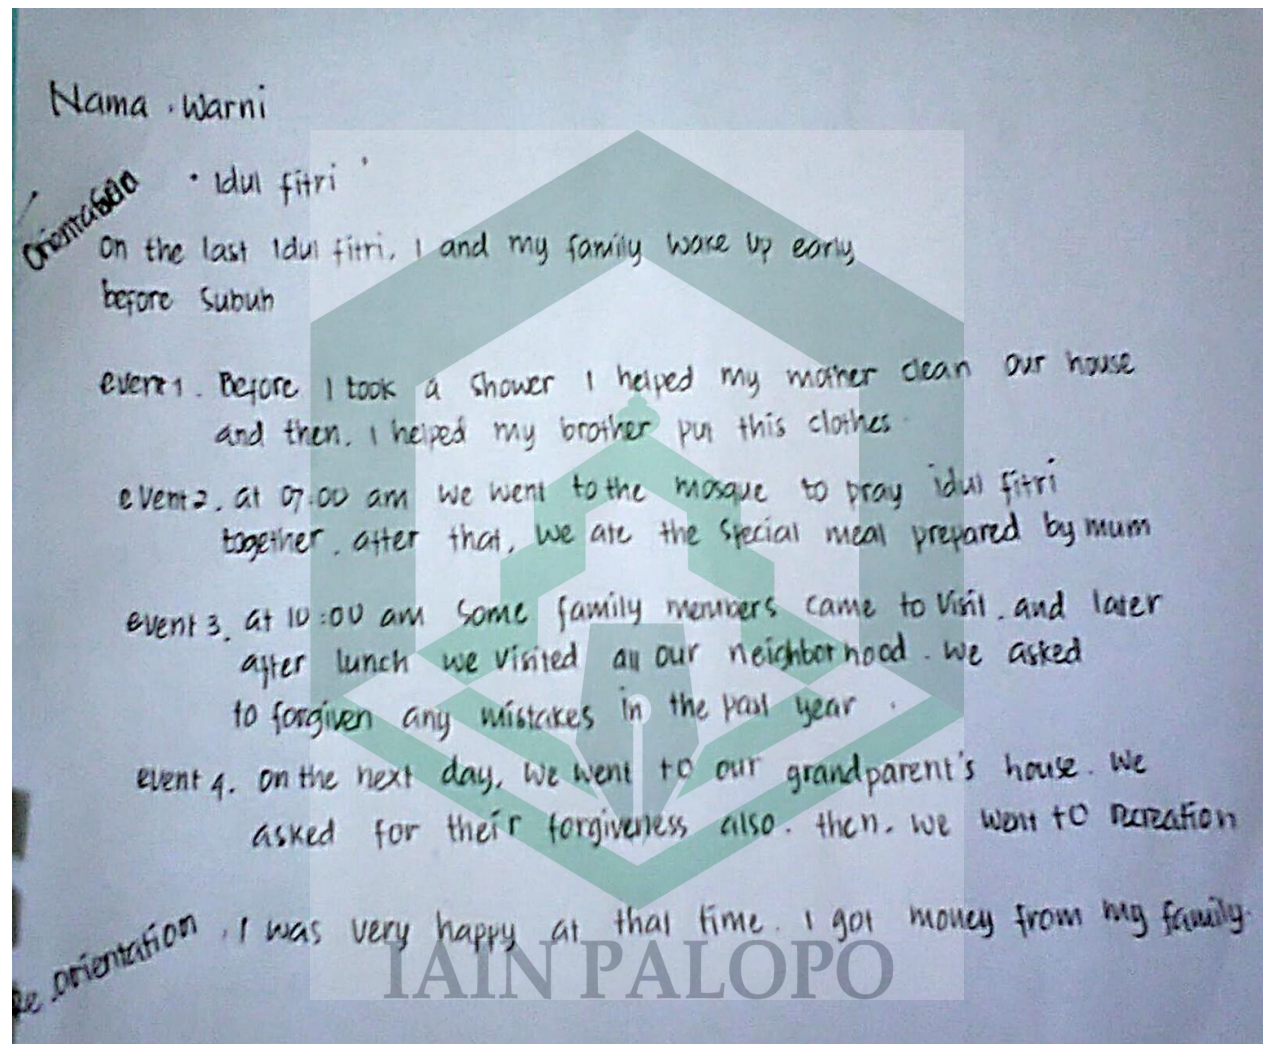 Nama . Warni
Orientation
" Idul fitri "
On the last Idul fitri, I and my family woke up early
before Subuh
event 1. Before I took a shower I helped my mother clean our house
and then. I helped my brother put this clothes.
event 2. at 07.00 am we went to the mosque to pray idul fitri
together. after that, we ate the special meal prepared by mum
event 3. at 10:00 am some family members came to visit. and later
after lunch we visited all our neighborhood. We asked
to forgiven any mistakes in the past year.
event 4. on the next day, we went to our grandparent's house. We
asked for their forgiveness also. then. we went to recreation
Re orientation. I was very happy at that time. I got money from my family.
IAIN PALOPO